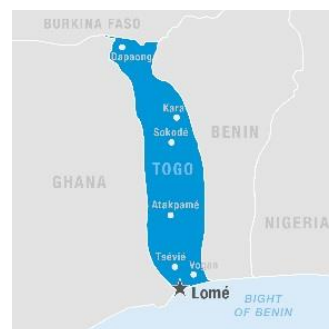 BURKINA FASO
Dapaong
Kara
Sokodé
BENIN
TOGO
GHANA
Atakpamé
NIGERIA
Tsévié
Vogan
Lomé
BIGHT
OF BENIN